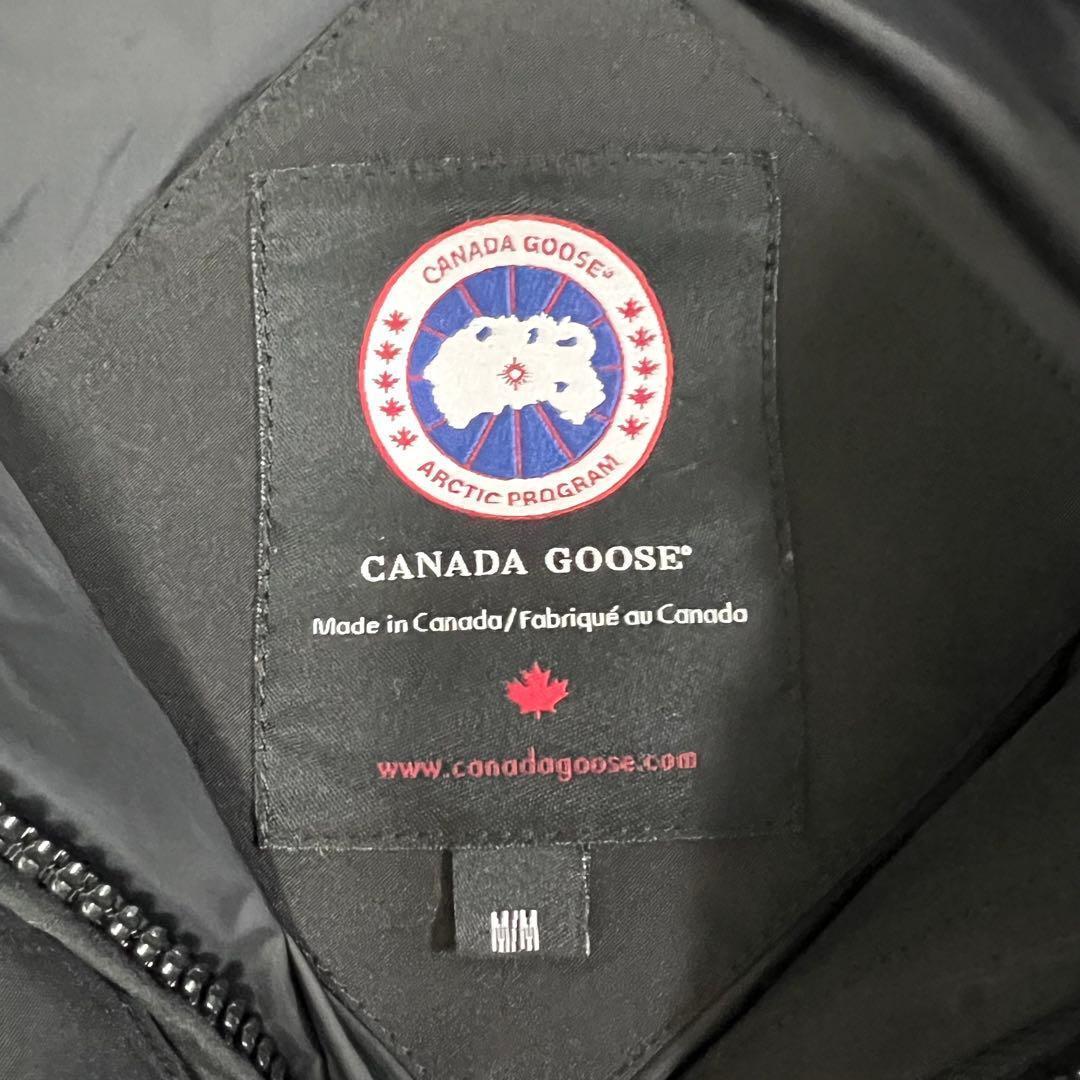 CANADA GOOSE®
ARCTIC PROGRAM
CANADA GOOSE®
Made in Canada/Fabriqué au Canada
www.canadagoose.com
M/M